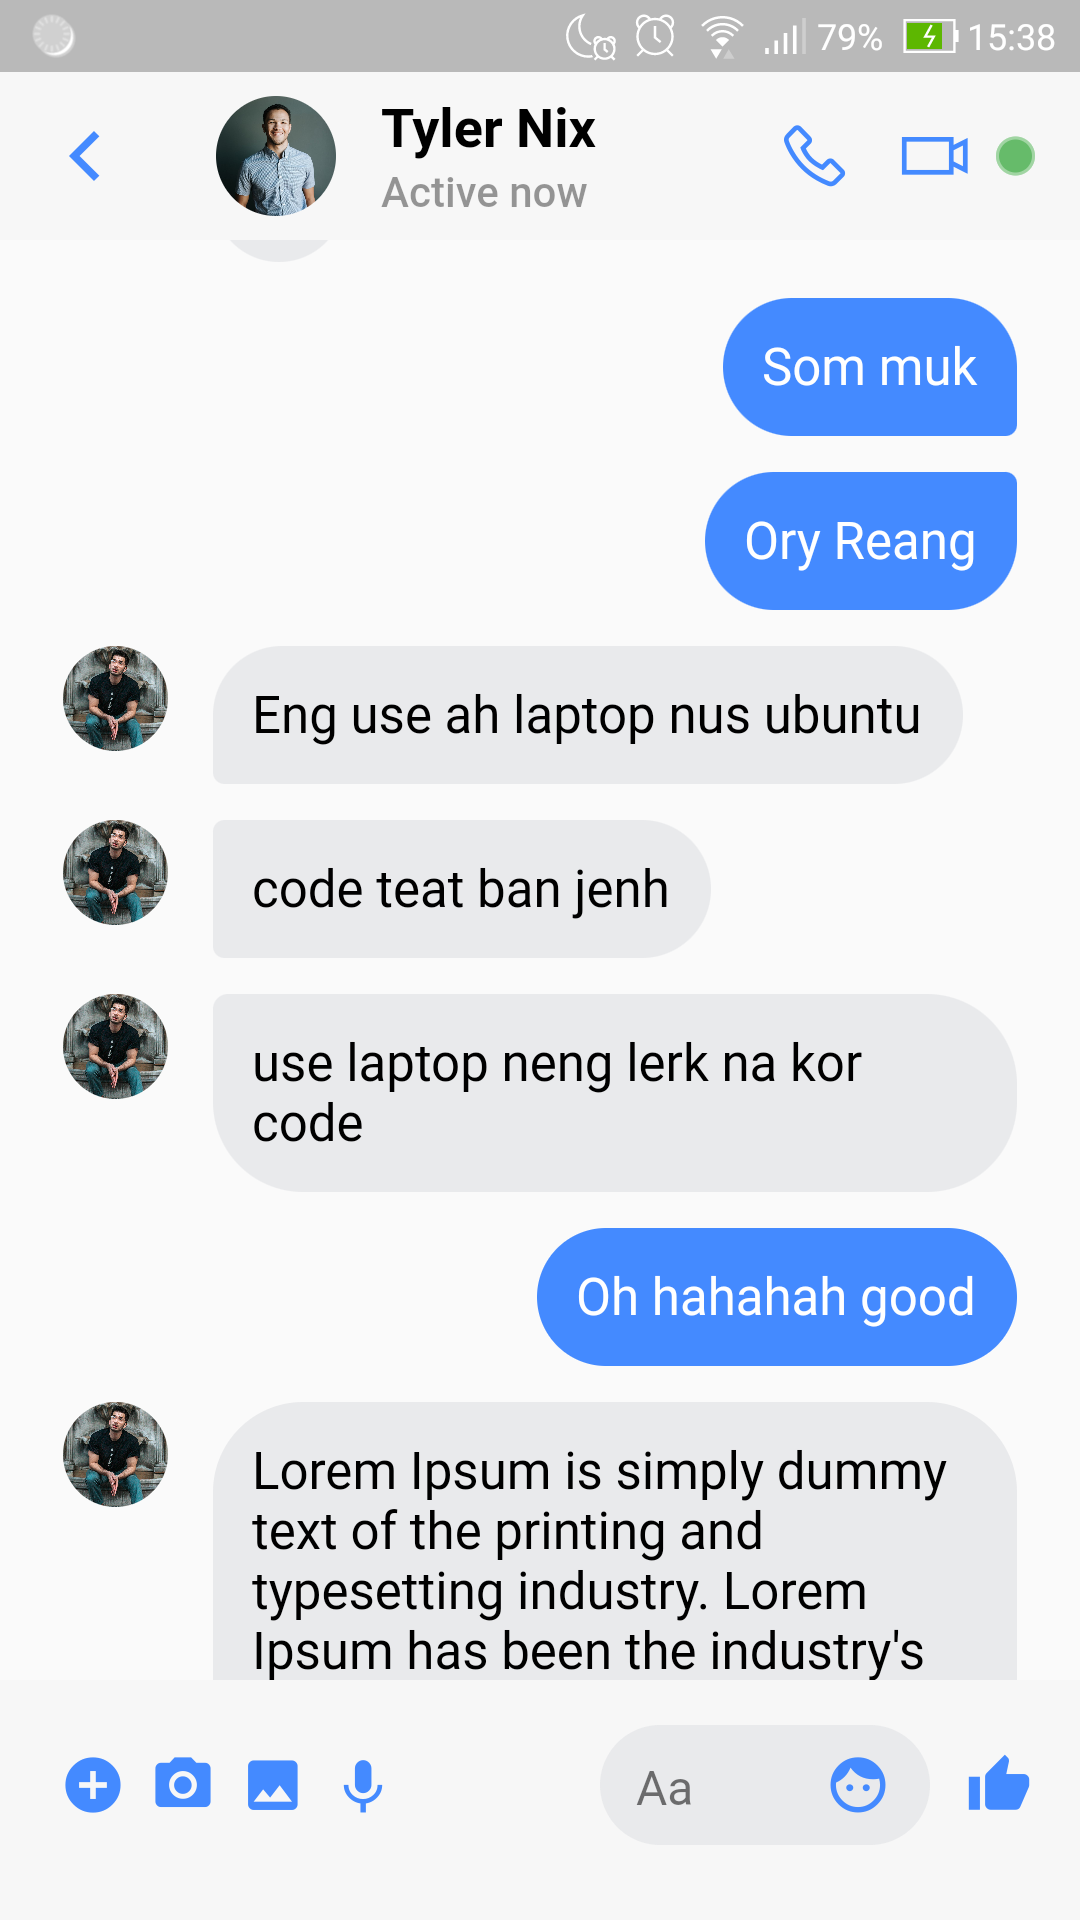 79% 15:38
Tyler Nix
Active now
Som muk
Ory Reang
Eng use ah laptop nus ubuntu
code teat ban jenh
use laptop neng lerk na kor
code
Oh hahahah good
Lorem Ipsum is simply dummy
text of the printing and
typesetting industry. Lorem
Ipsum has been the industry's
Aa